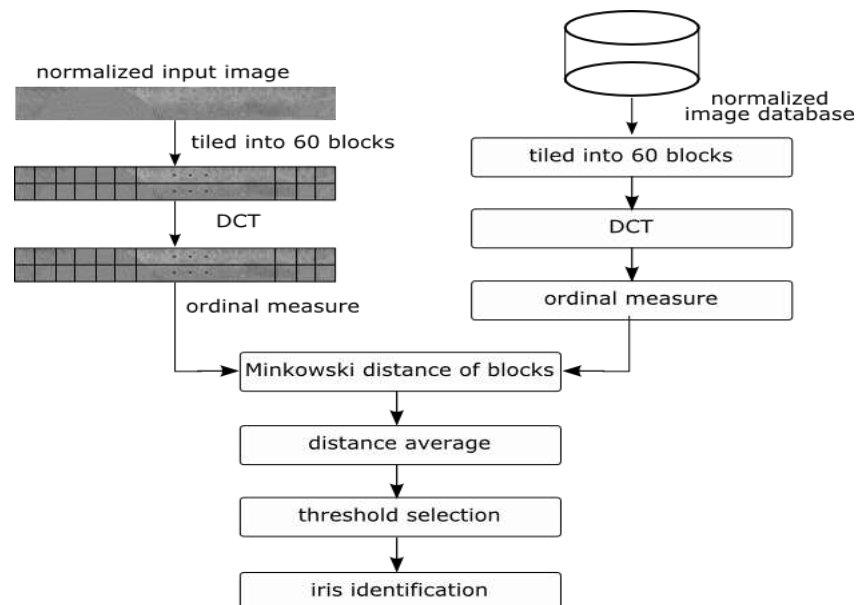 normalized input image
tiled into 60 blocks
DCT
ordinal measure
normalized
image database
tiled into 60 blocks
DCT
ordinal measure
Minkowski distance of blocks
distance average
threshold selection
iris identification